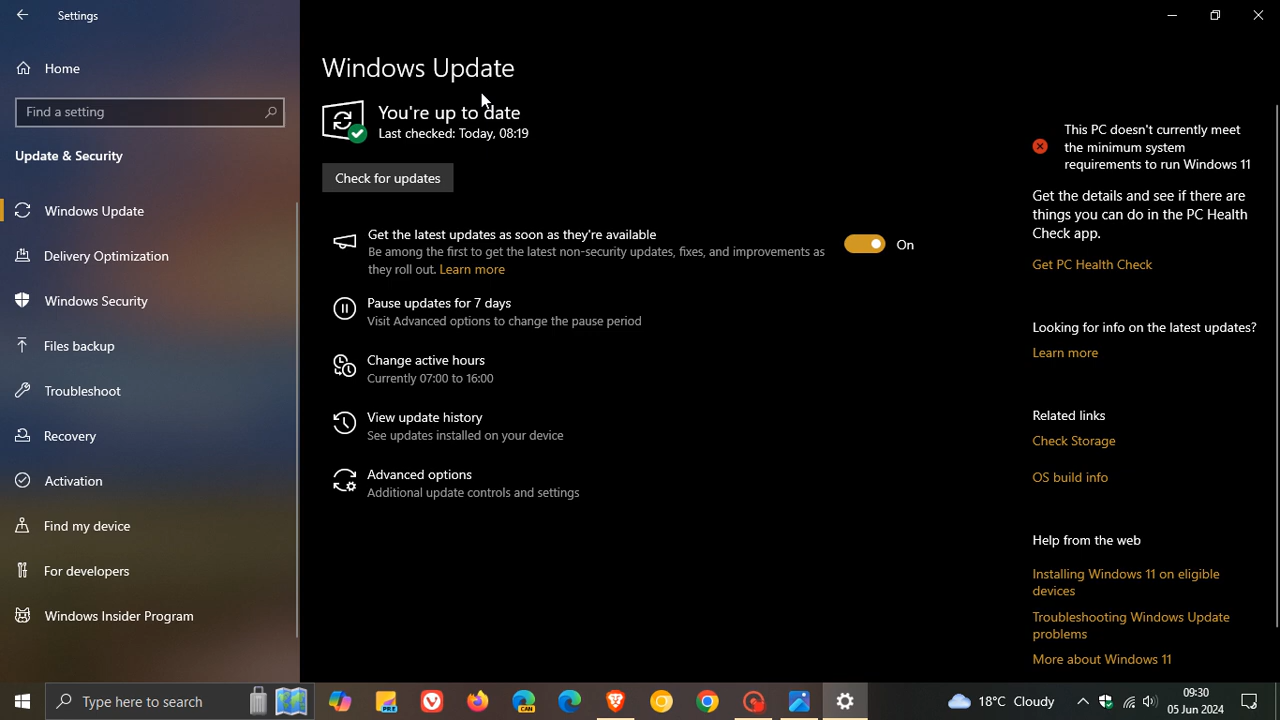 Settings
Home
Find a setting
Update & Security
Windows Update
Delivery Optimization
Windows Security
Files backup
Troubleshoot
Recovery
Activation
Find my device
For developers
Windows Insider Program
Windows Update
You're up to date
Last checked: Today, 08:19
Check for updates
Get the latest updates as soon as they're available
Be among the first to get the latest non-security updates, fixes, and improvements as
they roll out. Learn more
On
Pause updates for 7 days
Visit Advanced options to change the pause period
Change active hours
Currently 07:00 to 16:00
View update history
See updates installed on your device
Advanced options
Additional update controls and settings
This PC doesn't currently meet
the minimum system
requirements to run Windows 11
Get the details and see if there are
things you can do in the PC Health
Check app.
Get PC Health Check
Looking for info on the latest updates?
Learn more
Related links
Check Storage
OS build info
Help from the web
Installing Windows 11 on eligible
devices
Troubleshooting Windows Update
problems
More about Windows 11
Type here to search
PRE
CAN
18°C Cloudy
09:30
05 Jun 2024